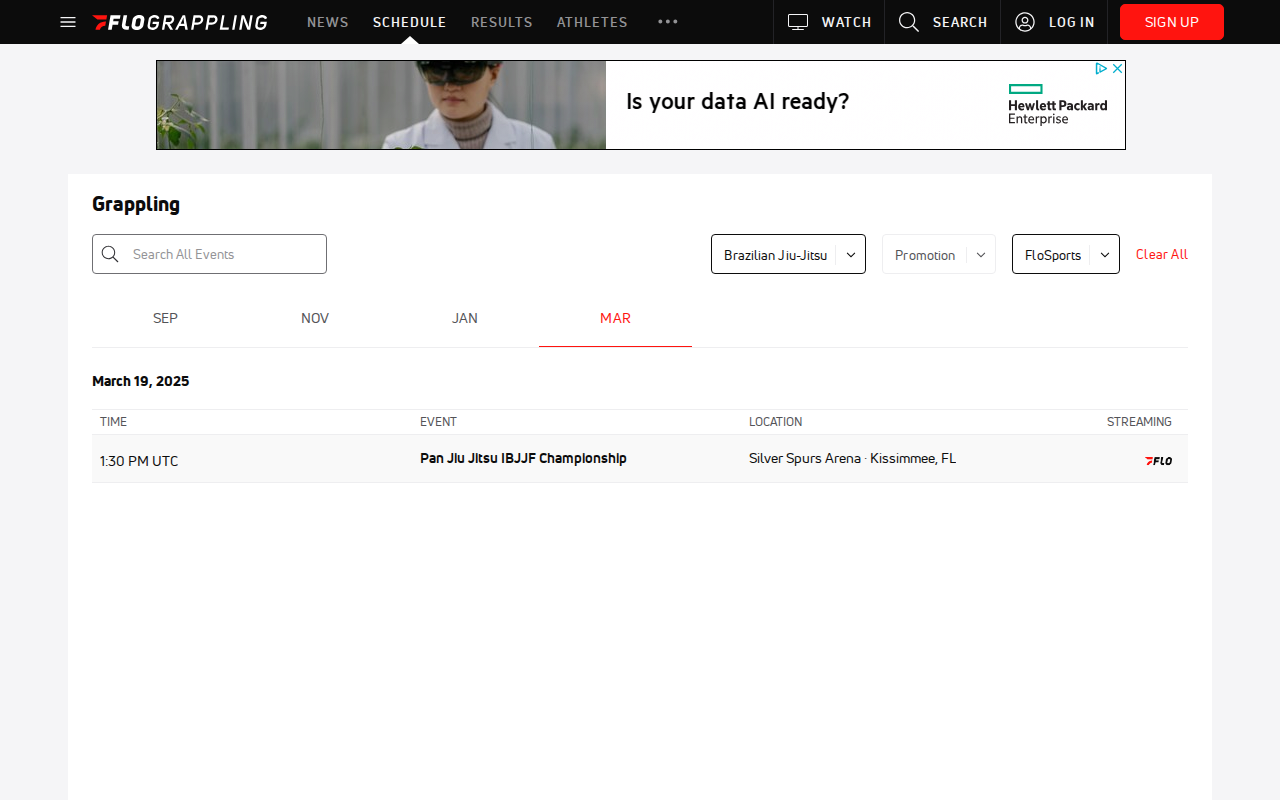 FLOGRAPPLING
NEWS
SCHEDULE
RESULTS
ATHLETES
WATCH
SEARCH
LOG IN
SIGN UP
Is your data AI ready?
Hewlett Packard
Enterprise
Grappling
Search All Events
Brazilian Jiu-Jitsu
Promotion
FloSports
Clear All
SEP
NOV
JAN
MAR
March 19, 2025
TIME
EVENT
LOCATION
STREAMING
1:30 PM UTC
Pan Jiu Jitsu IBJJF Championship
Silver Spurs Arena · Kissimmee, FL
FLO